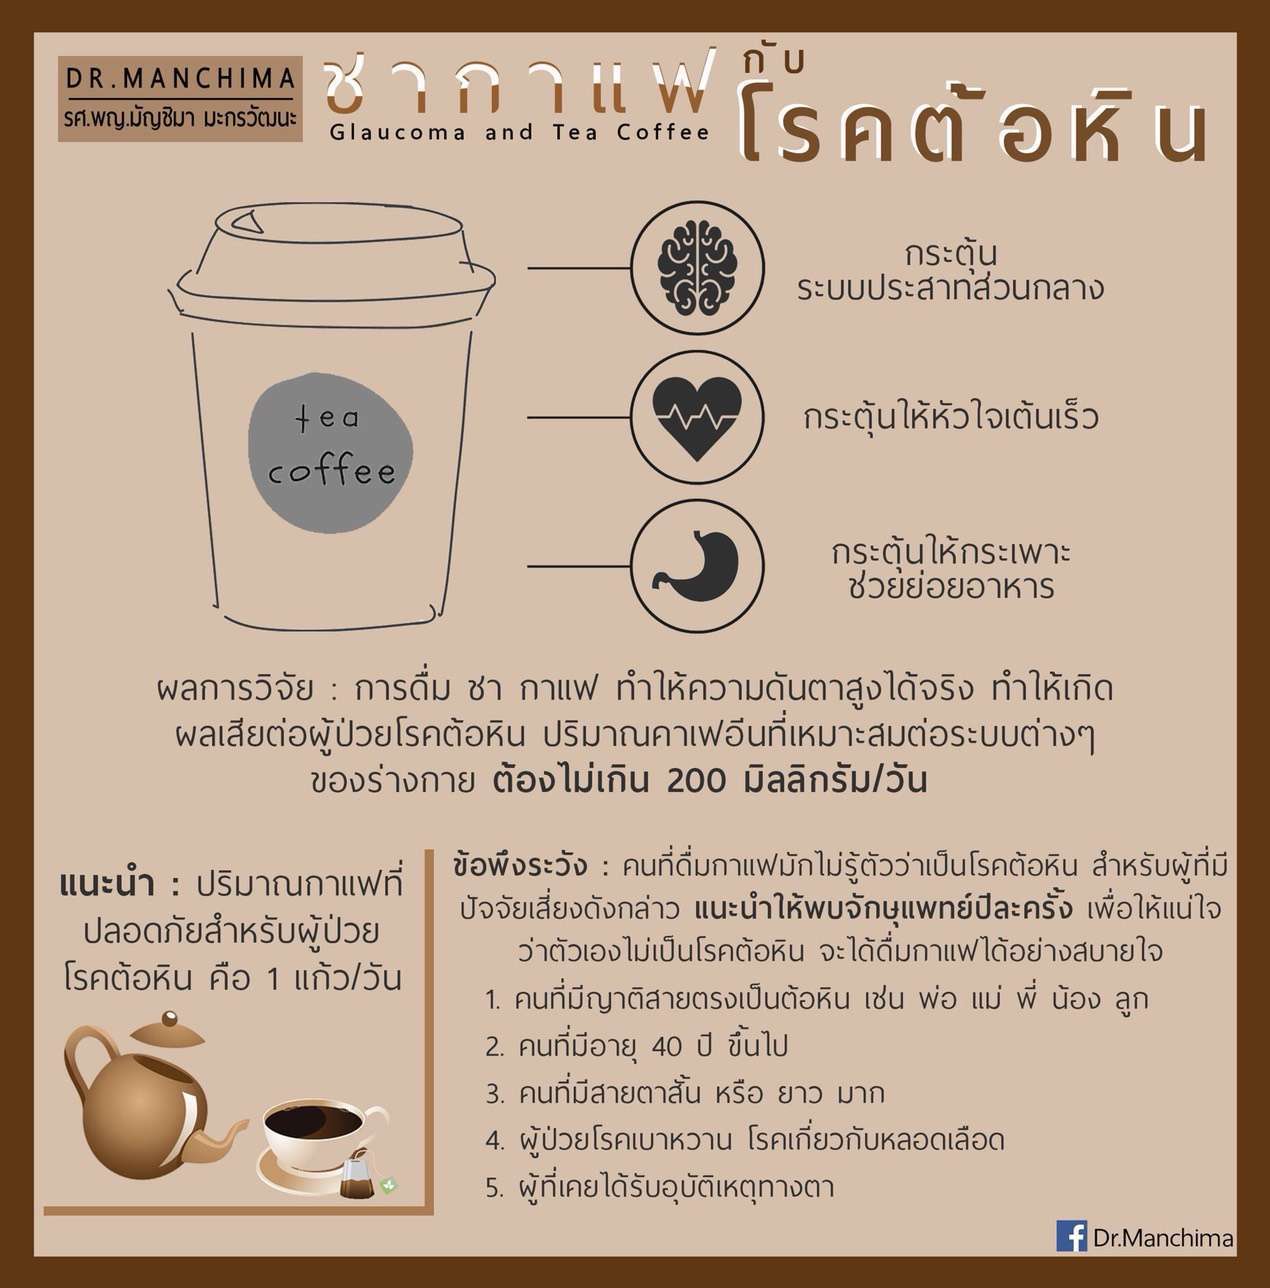 DR.MANCHIMA
รศ.พญ.มัญชิมา มะกรวัฒนะ
ชากาแฟ
Glaucoma and Tea Coffee
กับ
โรคต้อหิน
tea
coffee
กระตุ้น
ระบบประสาทส่วนกลาง
กระตุ้นให้หัวใจเต้นเร็ว
กระตุ้นให้กระเพาะ
ช่วยย่อยอาหาร
ผลการวิจัย : การดื่ม ชา กาแฟ ทำให้ความดันตาสูงได้จริง ทำให้เกิด
ผลเสียต่อผู้ป่วยโรคต้อหิน ปริมาณคาเฟอีนที่เหมาะสมต่อระบบต่างๆ
ของร่างกาย ต้องไม่เกิน 200 มิลลิกรัม/วัน
แนะนำ : ปริมาณกาแฟที่
ปลอดภัยสำหรับผู้ป่วย
โรคต้อหิน คือ 1 แก้ว/วัน
ข้อพึงระวัง : คนที่ดื่มกาแฟมักไม่รู้ตัวว่าเป็นโรคต้อหิน สำหรับผู้ที่มี
ปัจจัยเสี่ยงดังกล่าว แนะนำให้พบจักษุแพทย์ปีละครั้ง เพื่อให้แน่ใจ
ว่าตัวเองไม่เป็นโรคต้อหิน จะได้ดื่มกาแฟได้อย่างสบายใจ
1. คนที่มีญาติสายตรงเป็นต้อหิน เช่น พ่อ แม่ พี่ น้อง ลูก
2. คนที่มีอายุ 40 ปี ขึ้นไป
3. คนที่มีสายตาสั้น หรือ ยาว มาก
4. ผู้ป่วยโรคเบาหวาน โรคเกี่ยวกับหลอดเลือด
5. ผู้ที่เคยได้รับอุบัติเหตุทางตา
f Dr.Manchima